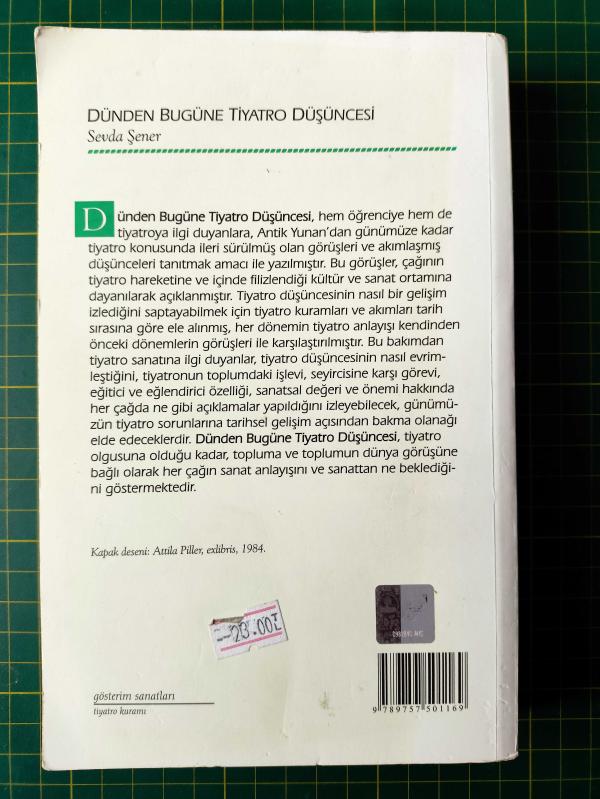 DÜNDEN BUGÜNE TİYATRO DÜŞÜNCESİ
Sevda Şener
Dünden Bugüne Tiyatro Düşüncesi, hem öğrenciye hem de
tiyatroya ilgi duyanlara, Antik Yunan'dan günümüze kadar
tiyatro konusunda ileri sürülmüş olan görüşleri ve akımlaşmış
düşünceleri tanıtmak amacı ile yazılmıştır. Bu görüşler, çağının
tiyatro hareketine ve içinde filizlendiği kültür ve sanat ortamına
dayanılarak açıklanmıştır. Tiyatro düşüncesinin nasıl bir gelişim
izlediğini saptayabilmek için tiyatro kuramları ve akımları tarih
sırasına göre ele alınmış, her dönemin tiyatro anlayışı kendinden
önceki dönemlerin görüşleri ile karşılaştırılmıştır. Bu bakımdan
tiyatro sanatına ilgi duyanlar, tiyatro düşüncesinin nasıl evrim-
leştiğini, tiyatronun toplumdaki işlevi, seyircisine karşı görevi,
eğitici ve eğlendirici özelliği, sanatsal değeri ve önemi hakkında
her çağda ne gibi açıklamalar yapıldığını izleyebilecek, günümü-
zün tiyatro sorunlarına tarihsel gelişim açısından bakma olanağı
elde edeceklerdir. Dünden Bugüne Tiyatro Düşüncesi, tiyatro
olgusuna olduğu kadar, topluma ve toplumun dünya görüşüne
bağlı olarak her çağın sanat anlayışını ve sanattan ne beklediği-
ni göstermektedir.
Kapak deseni: Attila Piller, exlibris, 1984.
23.00
gösterim sanatları
tiyatro kuramı
9 789757 501169